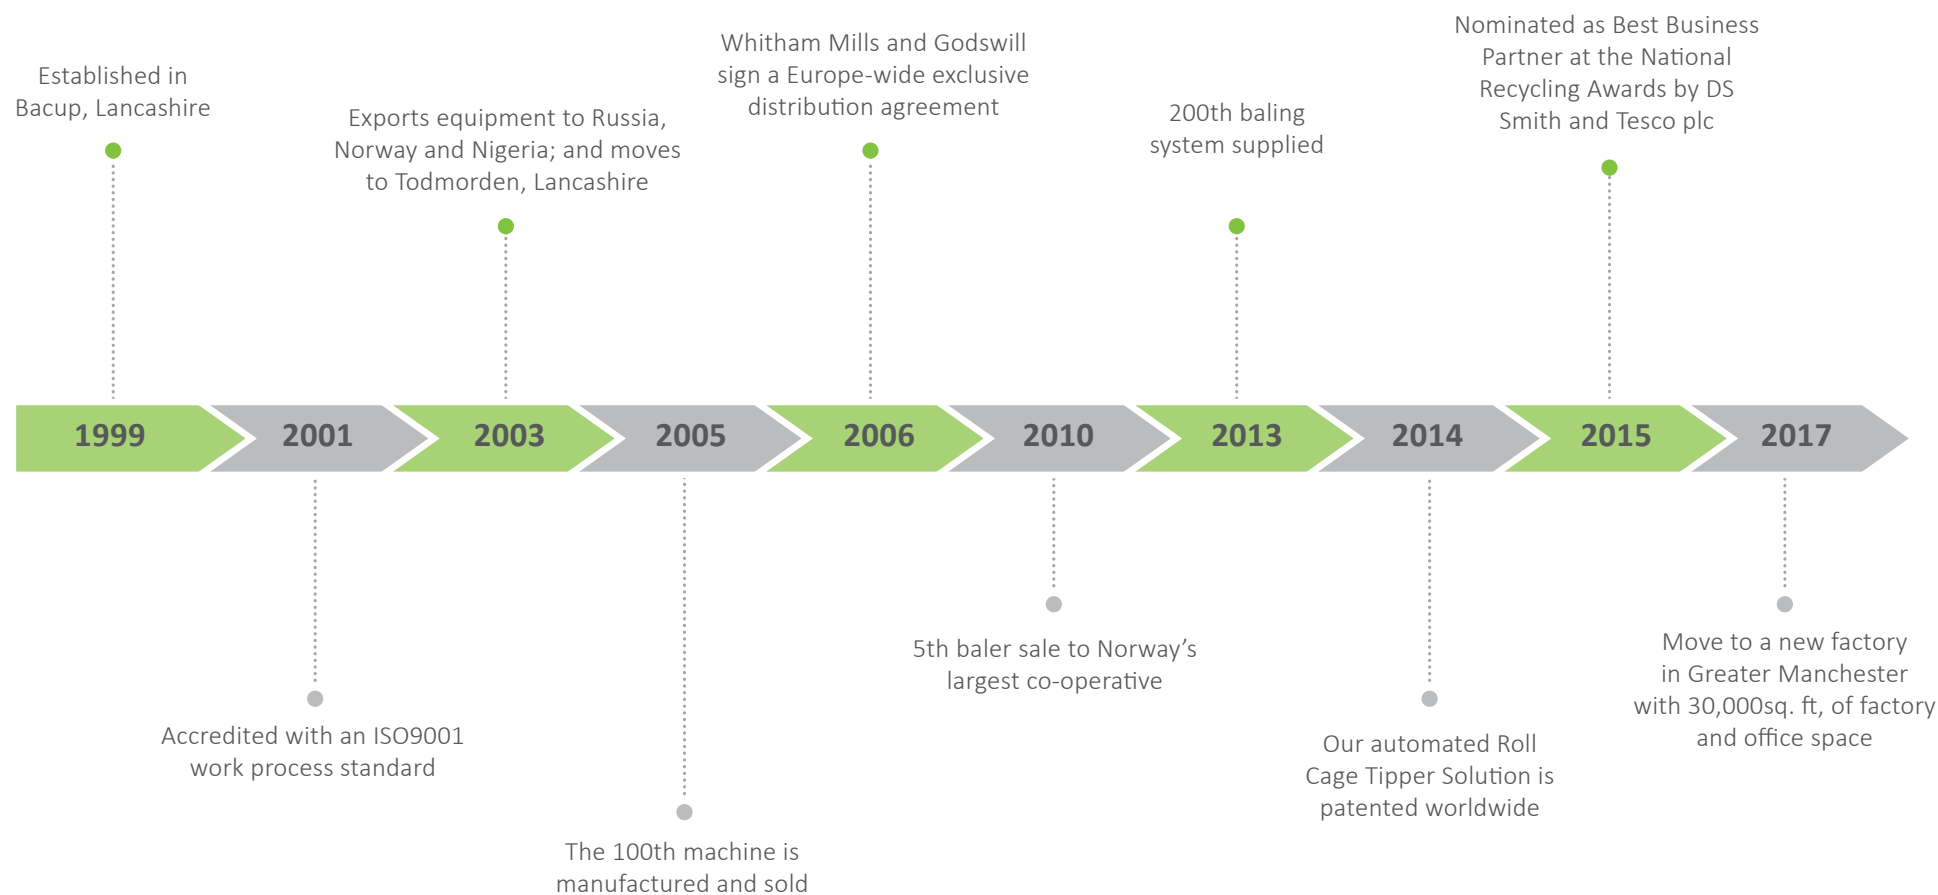 Established in
Bacup, Lancashire
Exports equipment to Russia,
Norway and Nigeria; and moves
to Todmorden, Lancashire
Whitham Mills and Godswill
sign a Europe-wide exclusive
distribution agreement
200th baling
system supplied
Nominated as Best Business
Partner at the National
Recycling Awards by DS
Smith and Tesco plc
1999 2001 2003 2005 2006 2010 2013 2014 2015 2017
Accredited with an ISO9001
work process standard
The 100th machine is
manufactured and sold
5th baler sale to Norway’s
largest co-operative
Our automated Roll
Cage Tipper Solution is
patented worldwide
Move to a new factory
in Greater Manchester
with 30,000sq. ft, of factory
and office space